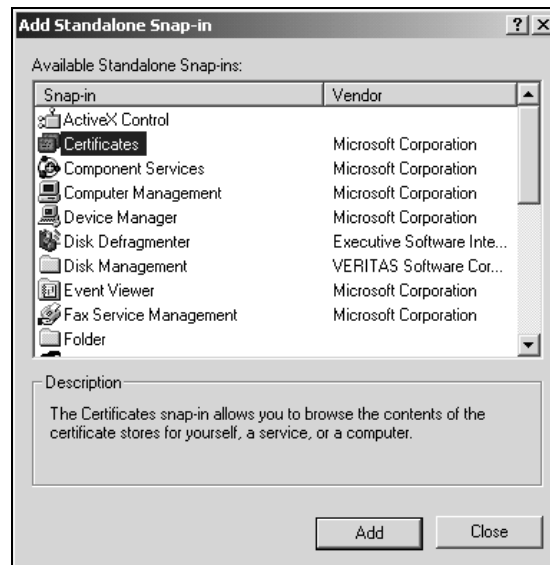 Add Standalone Snap-in
Available Standalone Snap-ins:
Snap-in Vendor
ActiveX Control
Certificates Microsoft Corporation
Component Services Microsoft Corporation
Computer Management Microsoft Corporation
Device Manager Microsoft Corporation
Disk Defragmenter Executive Software Inte...
Disk Management VERITAS Software Cor...
Event Viewer Microsoft Corporation
Fax Service Management Microsoft Corporation
Folder
Description
The Certificates snap-in allows you to browse the contents of the
certificate stores for yourself, a service, or a computer.
Add Close